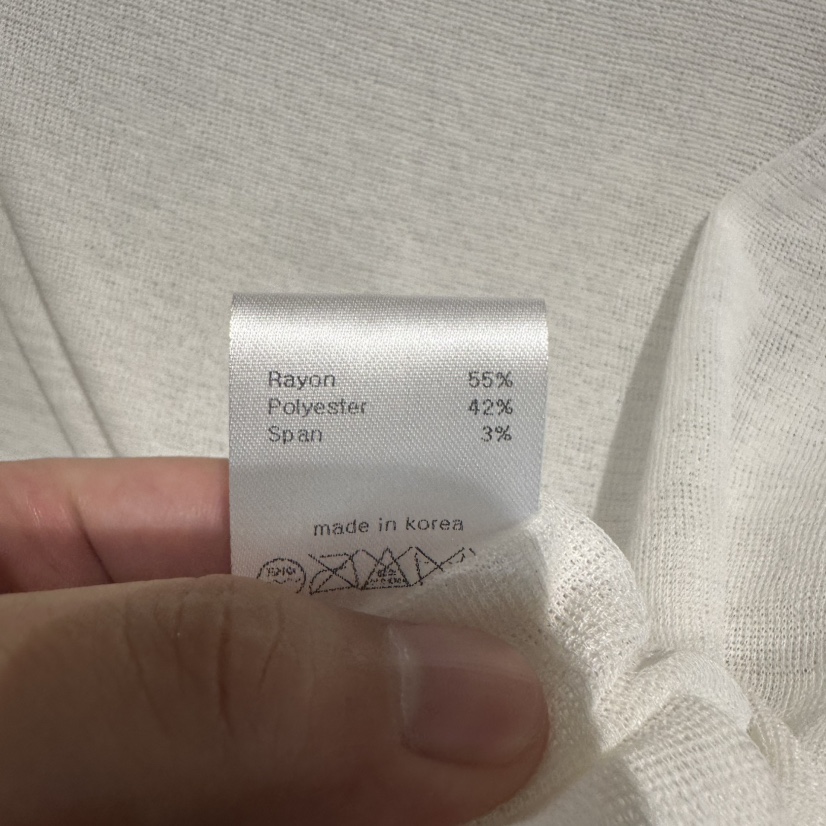 Rayon 55%
Polyester 42%
Span 3%
made in korea